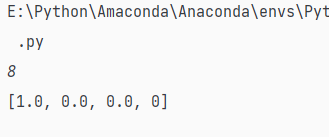 E:\Python\Amaconda\Anaconda\envs\Pyt
.py
8
[1.0, 0.0, 0.0, 0]